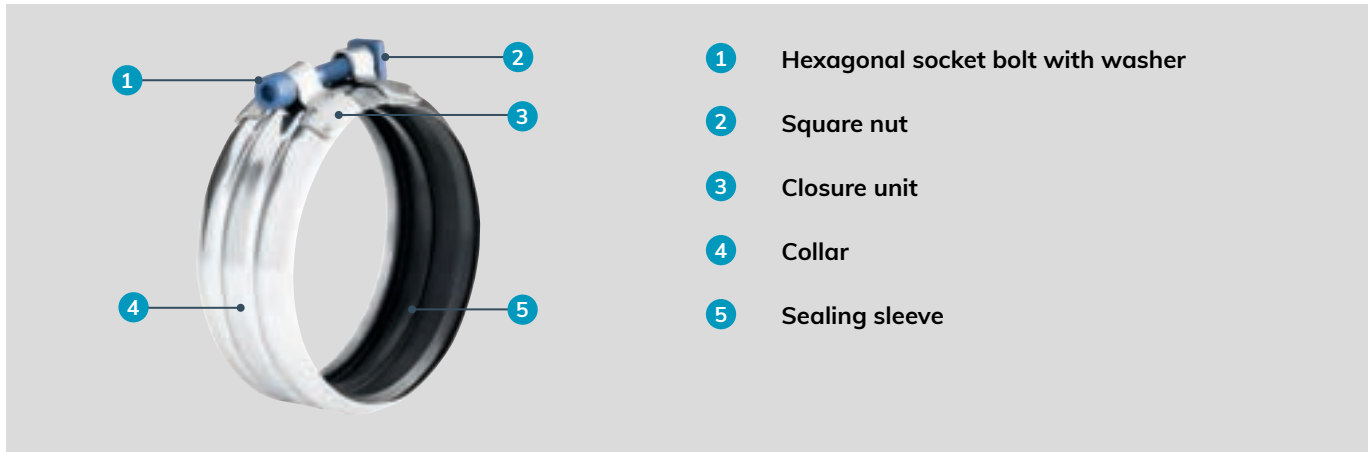 1
2
3
4
5
1 Hexagonal socket bolt with washer
2 Square nut
3 Closure unit
4 Collar
5 Sealing sleeve